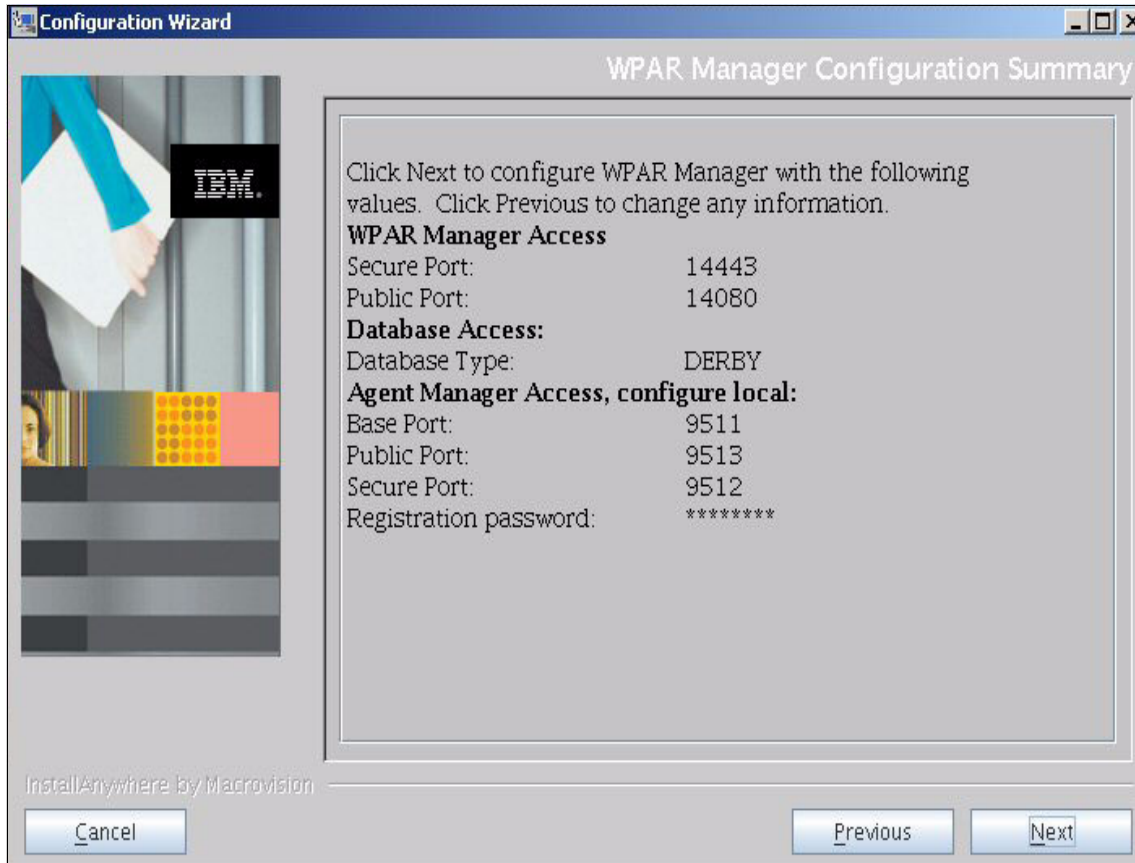 Configuration Wizard
WPAR Manager Configuration Summary
IBM.
Click Next to configure WPAR Manager with the following
values. Click Previous to change any information.
WPAR Manager Access
Secure Port: 14443
Public Port: 14080
Database Access:
Database Type: DERBY
Agent Manager Access, configure local:
Base Port: 9511
Public Port: 9513
Secure Port: 9512
Registration password: ********
InstallAnywhere by Macrovision
Cancel Previous Next